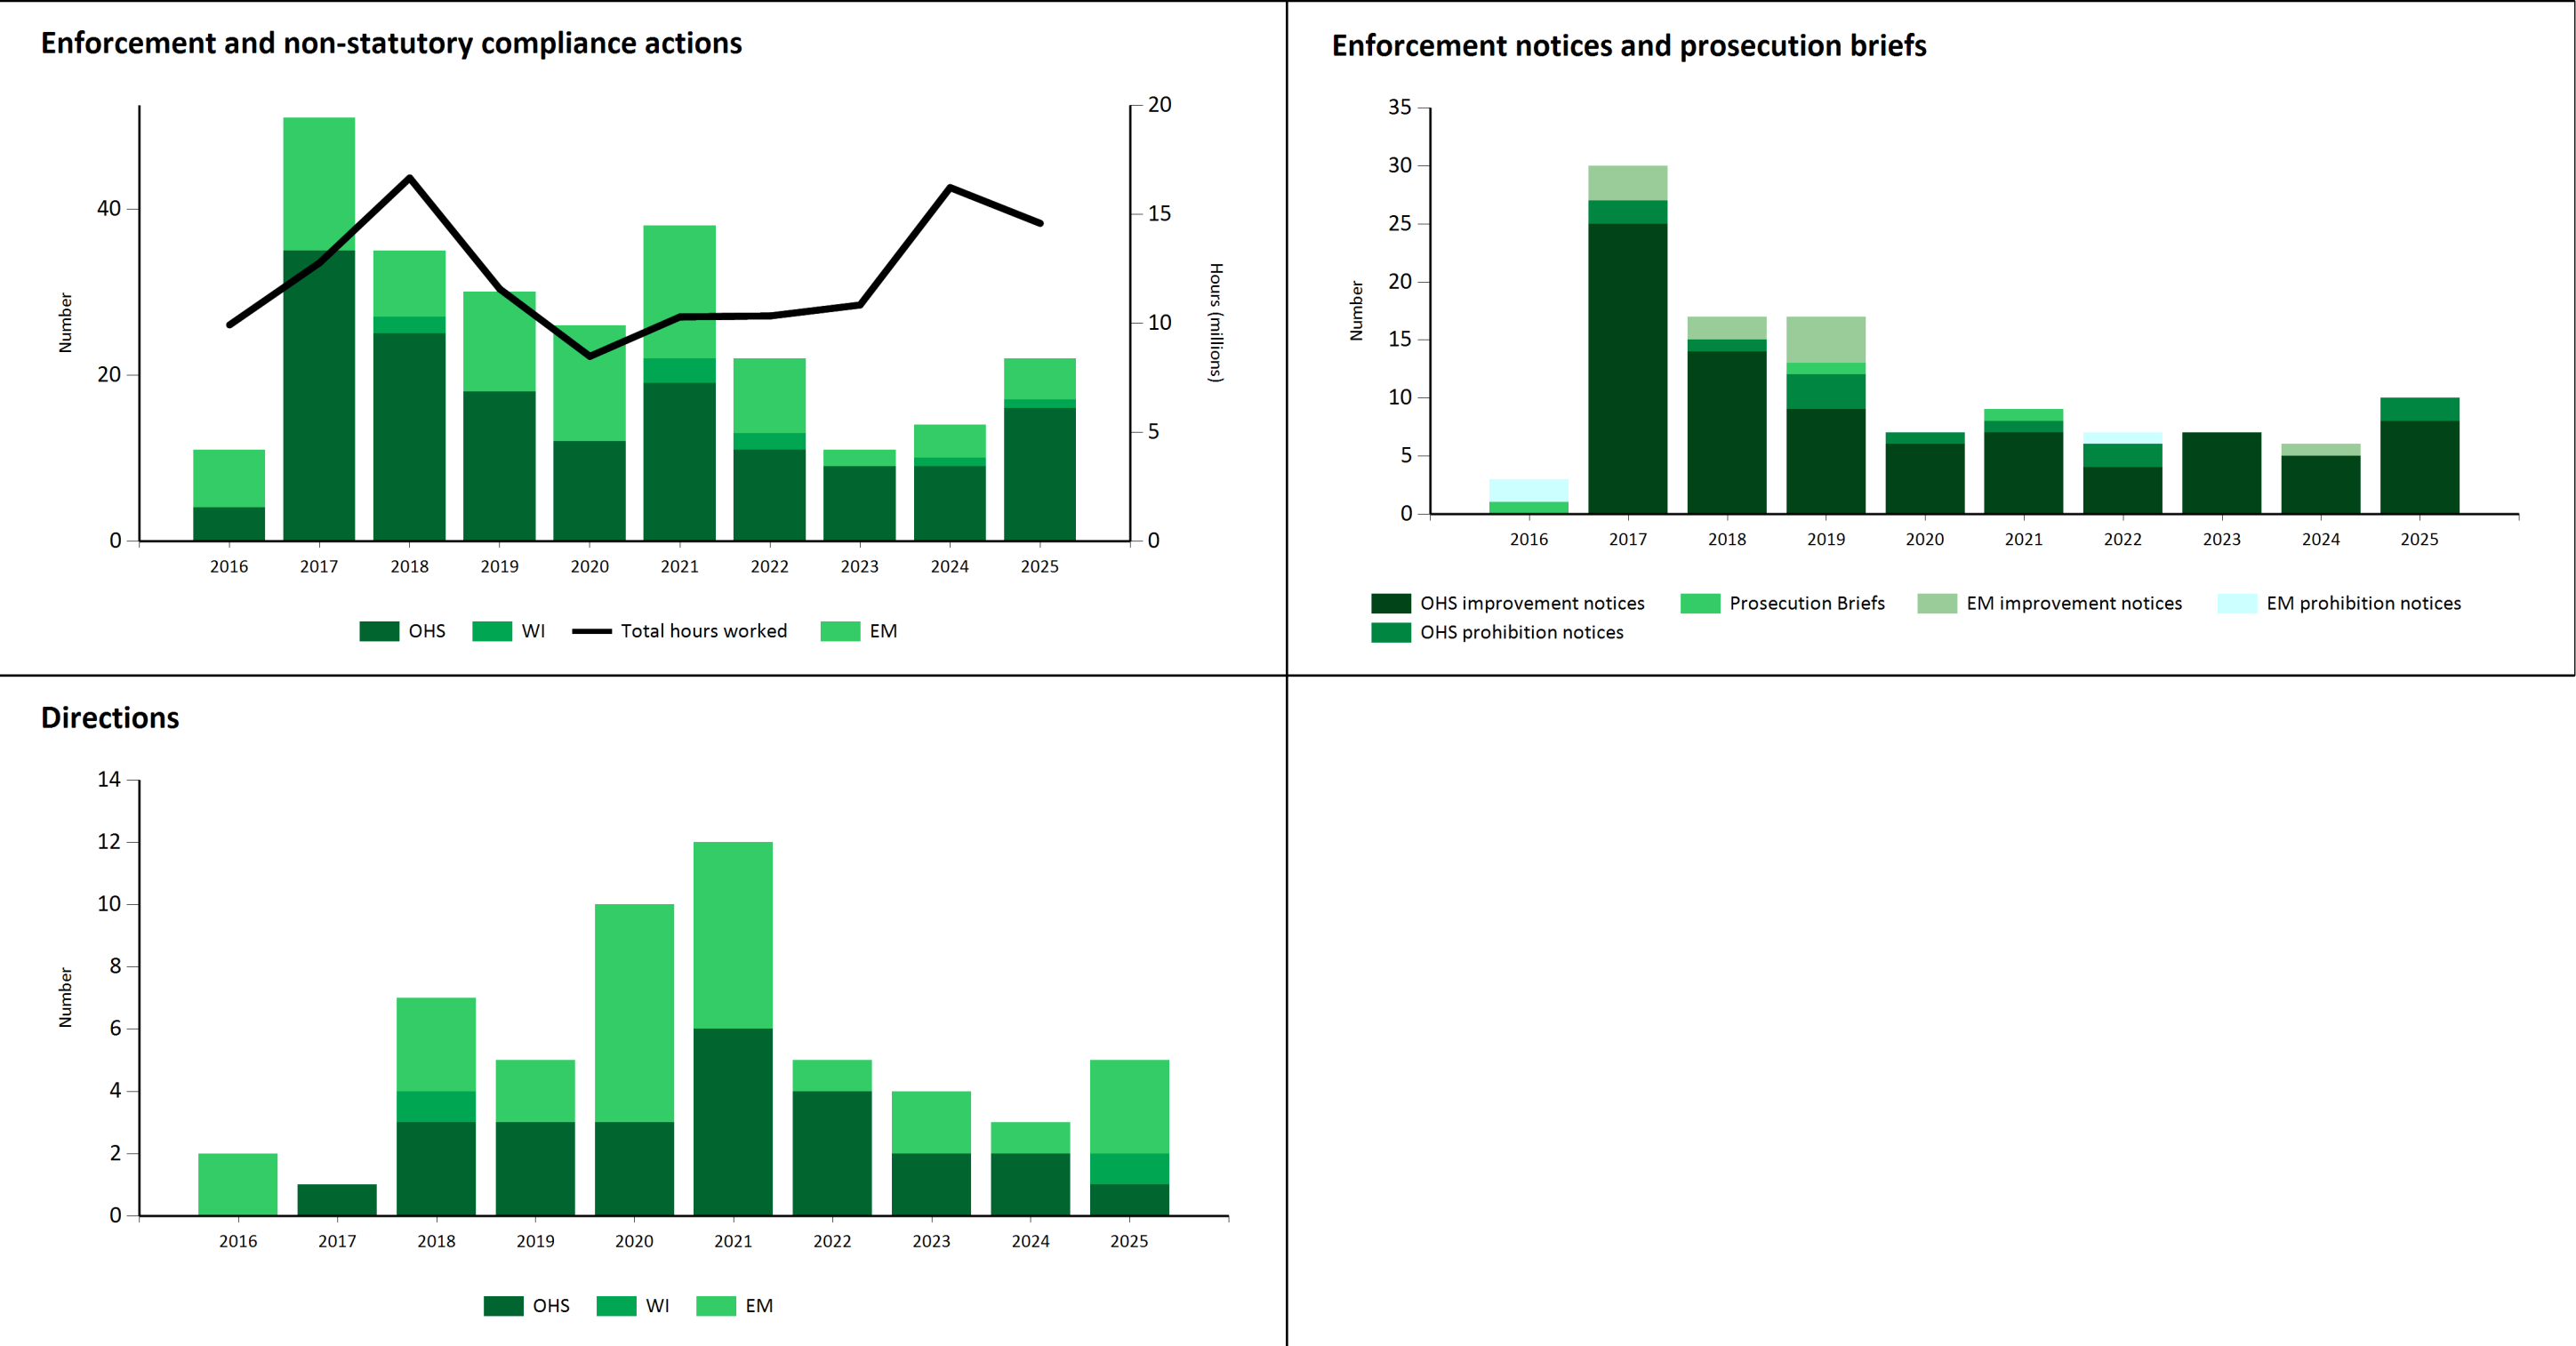 Enforcement and non-statutory compliance actions
Number
40
20
0
20
15
10
5
0
Hours (millions)
2016 2017 2018 2019 2020 2021 2022 2023 2024 2025
OHS WI Total hours worked EM
Enforcement notices and prosecution briefs
Number
35
30
25
20
15
10
5
0
2016 2017 2018 2019 2020 2021 2022 2023 2024 2025
OHS improvement notices Prosecution Briefs EM improvement notices EM prohibition notices
OHS prohibition notices
Directions
Number
14
12
10
8
6
4
2
0
2016 2017 2018 2019 2020 2021 2022 2023 2024 2025
OHS WI EM